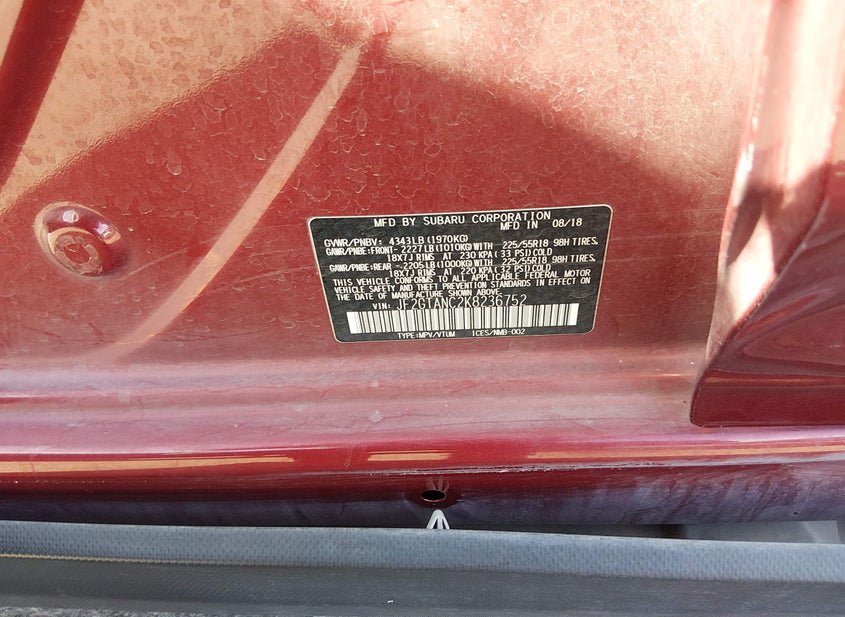 MFD BY SUBARU CORPORATION
MFD IN 08/18
GVWR/PNBV: 4343LB(1970KG)
GAWR/PNBE:FRONT- 2227LB(1010KG)WITH 225/55R18 98H TIRES.
18X7J RIMS AT 230 KPA(33 PSI)COLD
GAWR/PNBE:REAR -2205LB(1000KG)WITH 225/55R18 98H TIRES.
18X7J RIMS AT 220 KPA(32 PSI)COLD
THIS VEHICLE CONFORMS TO ALL APPLICABLE FEDERAL MOTOR
VEHICLE SAFETY AND THEFT PREVENTION STANDARDS IN EFFECT ON
THE DATE OF MANUFACTURE SHOWN ABOVE.
VIN: JF2GTANC2K8236752
TYPE:MPV/VTUM ICES/NMB-002